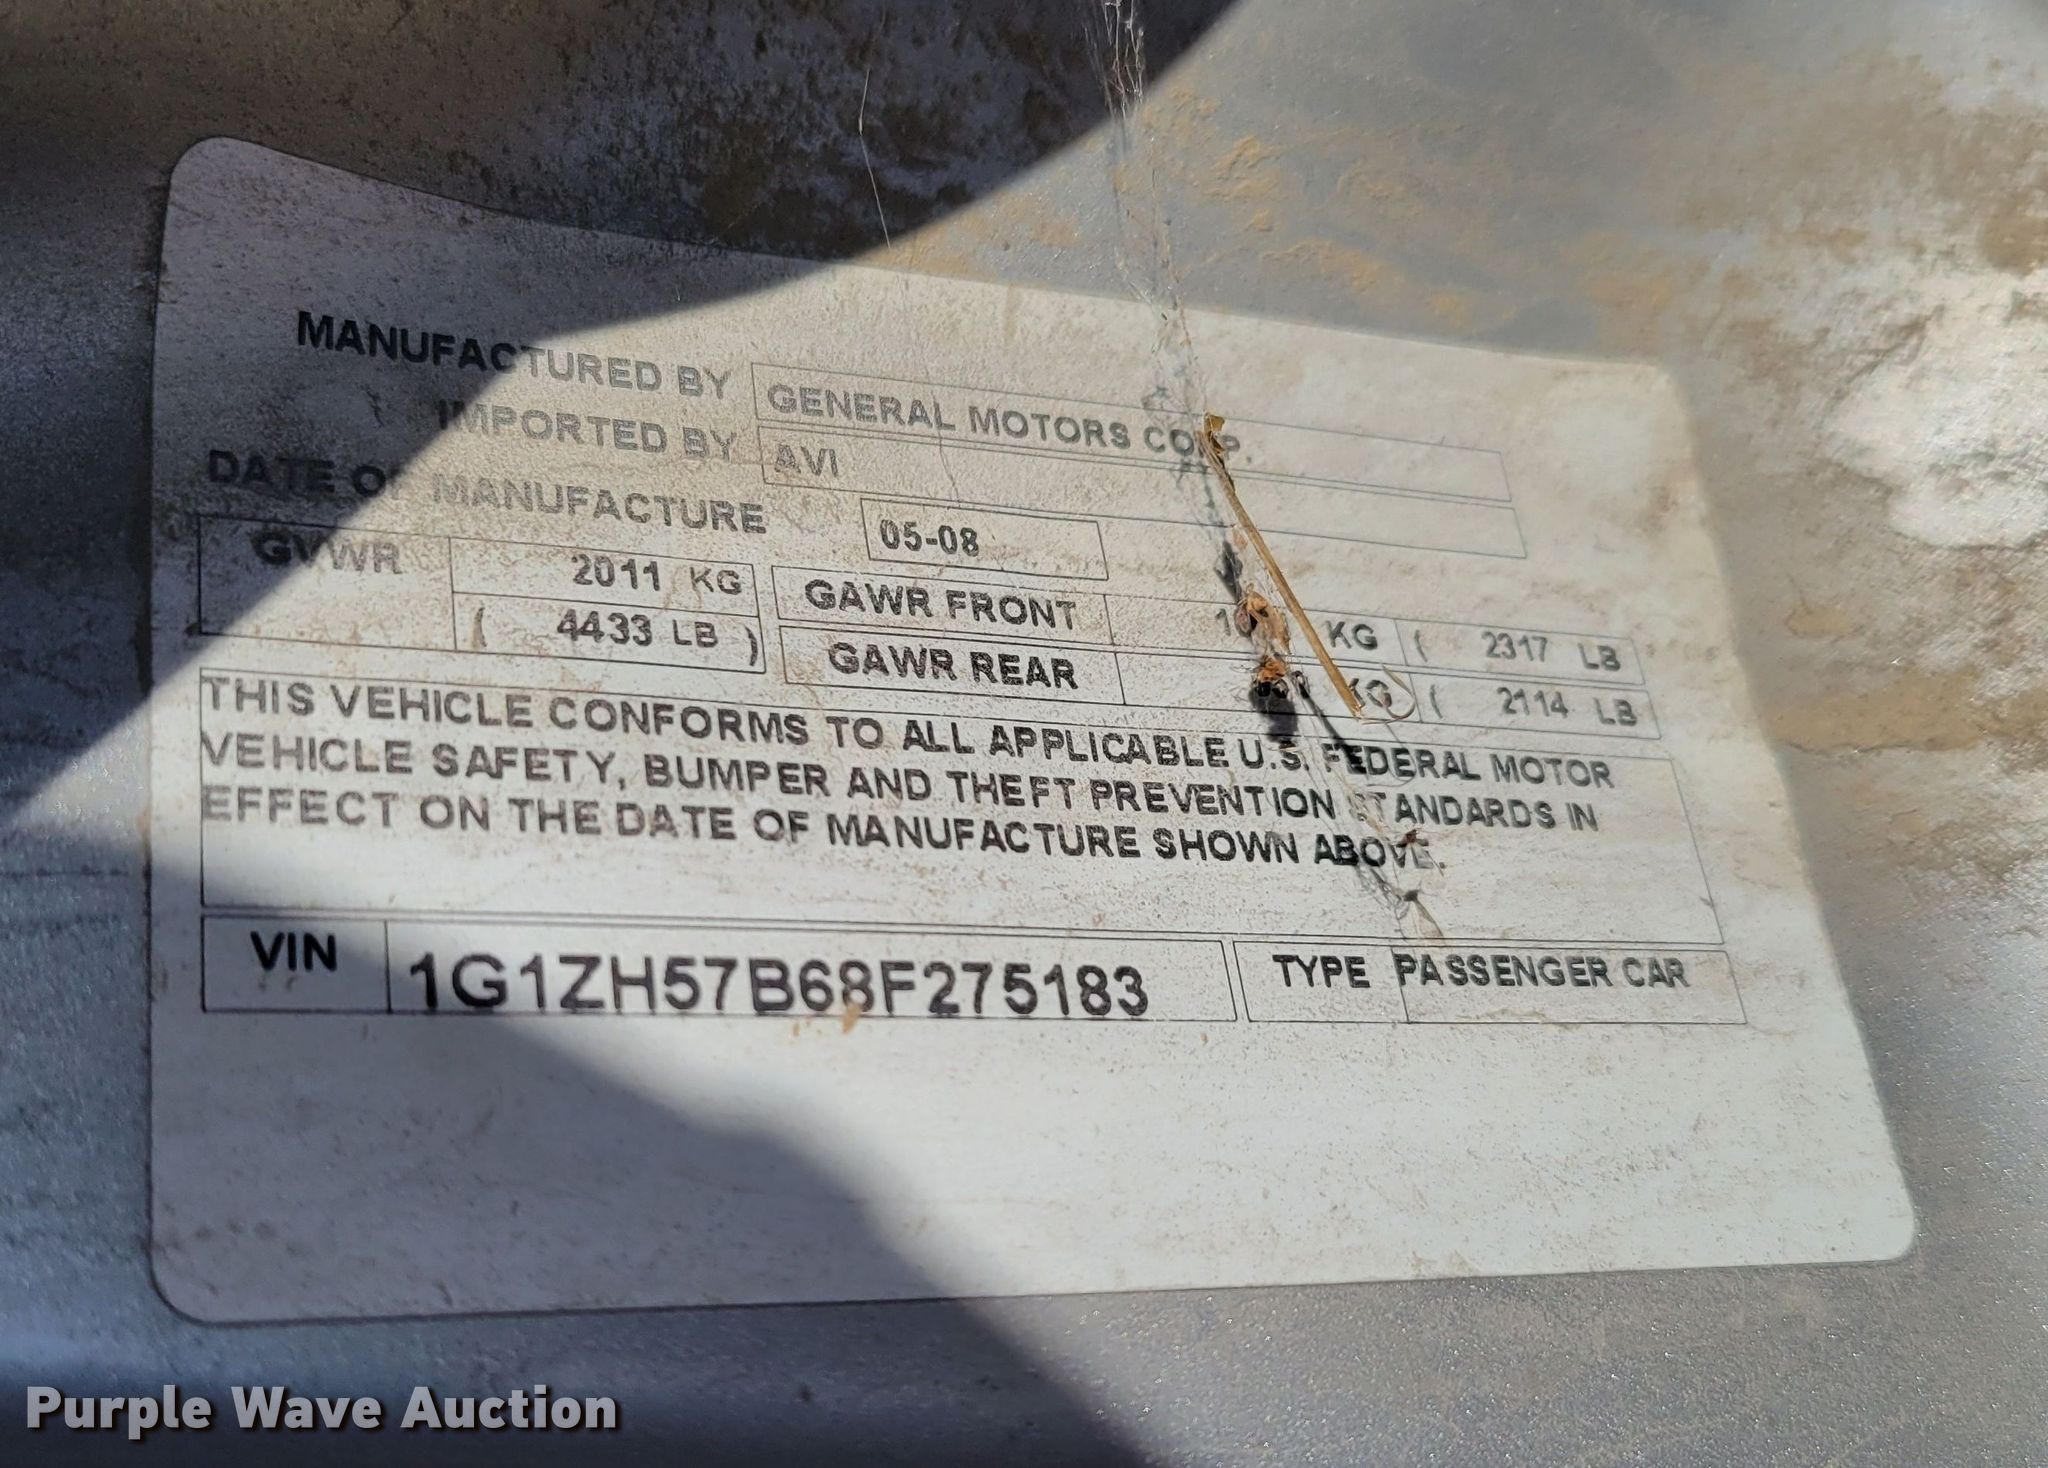 MANUFACTURED BY GENERAL MOTORS CORP.
IMPORTED BY AVI
DATE OF MANUFACTURE 05-08
GVWR 2011 KG GAWR FRONT KG ( 2317 LB
( 4433 LB ) GAWR REAR KG ( 2114 LB
THIS VEHICLE CONFORMS TO ALL APPLICABLE U.S. FEDERAL MOTOR
VEHICLE SAFETY, BUMPER AND THEFT PREVENTION STANDARDS IN
EFFECT ON THE DATE OF MANUFACTURE SHOWN ABOVE.
VIN 1G1ZH57B68F275183 TYPE PASSENGER CAR
Purple Wave Auction